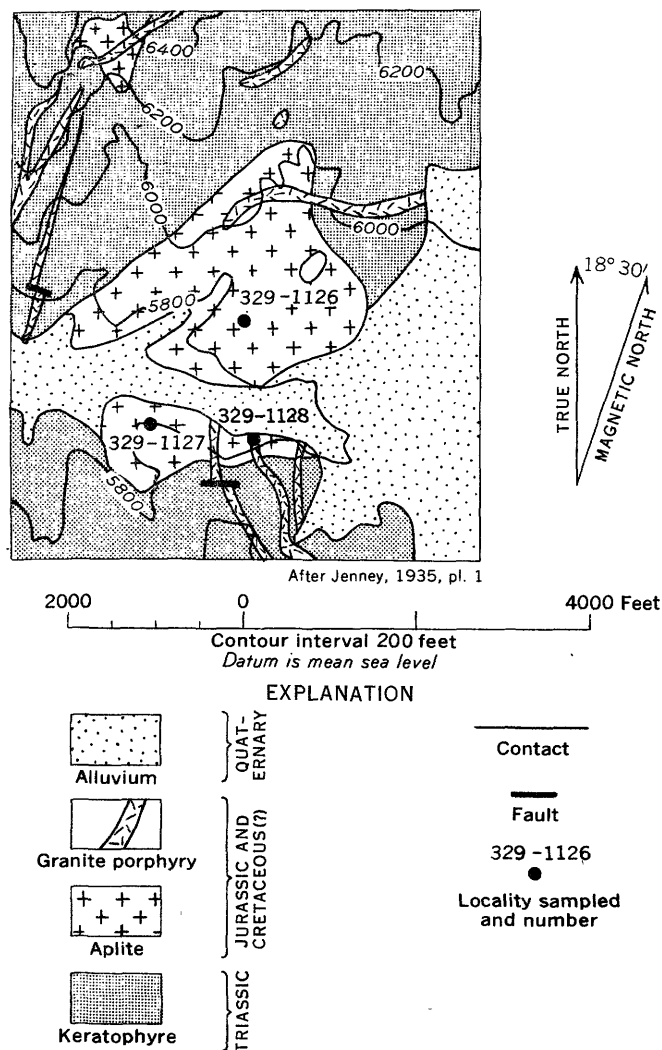 6400
6200
6200
6000
6000
5800
329-1126
329-1128
329-1127
5800
18° 30′
TRUE NORTH
MAGNETIC NORTH
After Jenney, 1935, pl. 1
2000 0 4000 Feet
Contour interval 200 feet
Datum is mean sea level
EXPLANATION
Alluvium
QUAT-
ERNARY
Granite porphyry
Aplite
JURASSIC AND
CRETACEOUS(?)
Keratophyre
TRIASSIC
Contact
Fault
329-1126
Locality sampled
and number